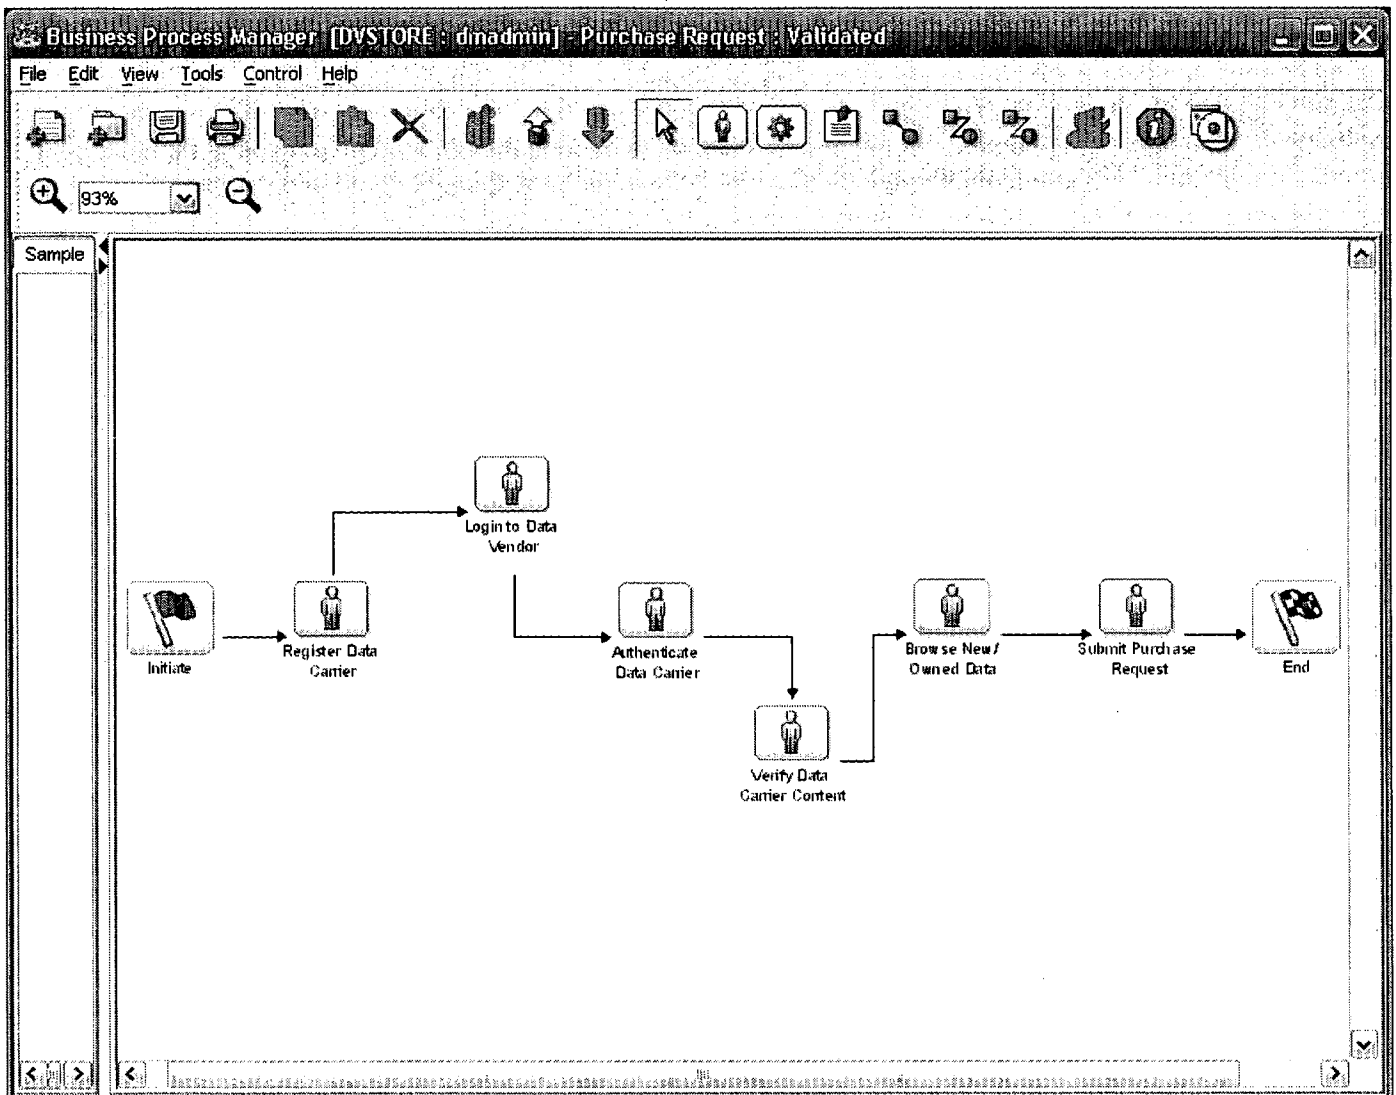 Business Process Manager [DVSTORE : dmadmin] - Purchase Request : Validated
File Edit View Tools Control Help
93%
Sample
Login to Data
Vendor
Initiate
Register Data
Carrier
Authenticate
Data Carrier
Verify Data
Carrier Content
Browse New/
Owned Data
Submit Purchase
Request
End